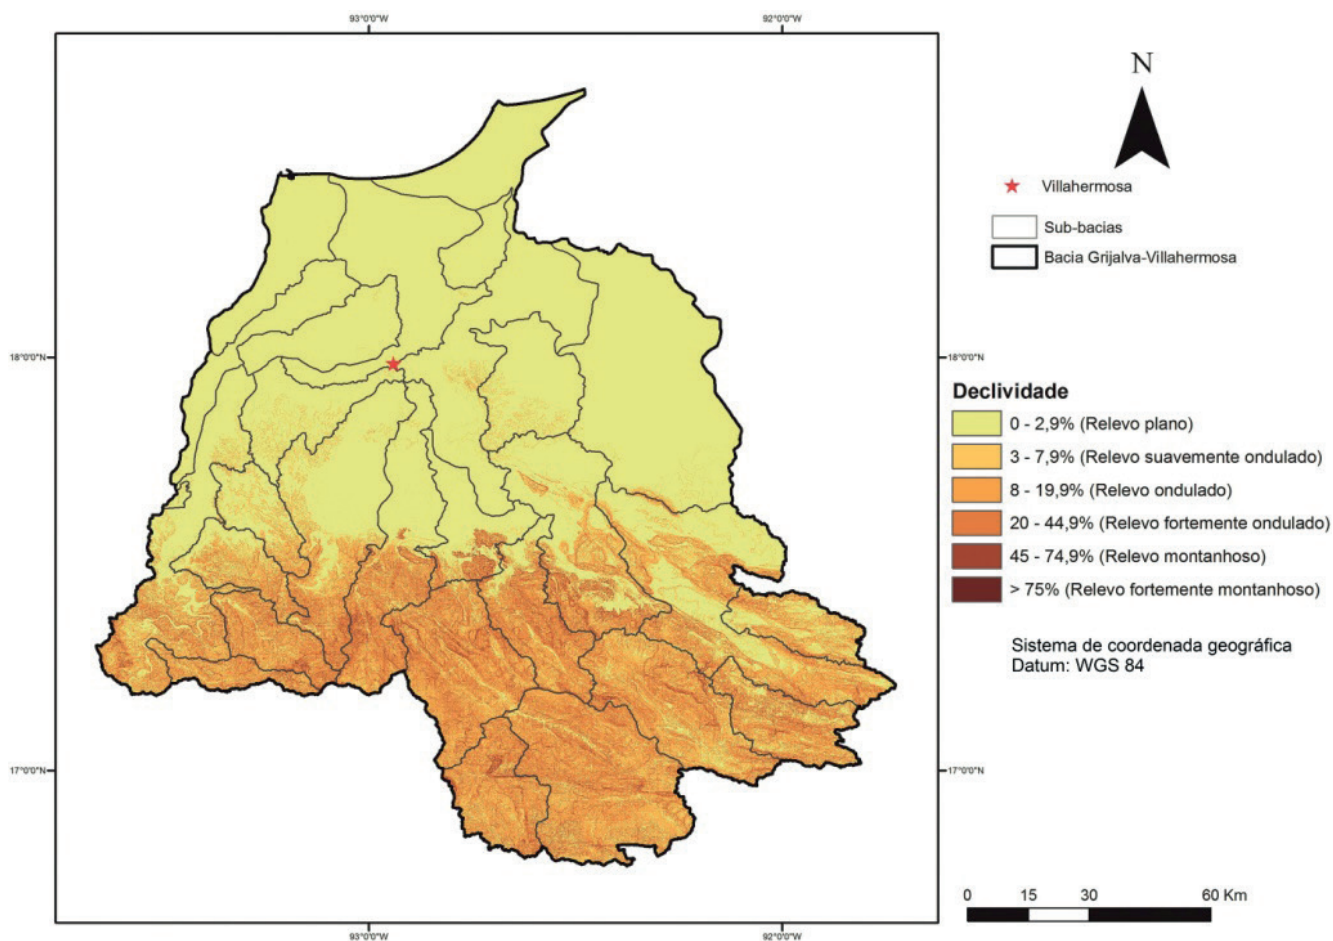 93°0'0"W
92°0'0"W
N
Villahermosa
Sub-bacias
Bacia Grijalva-Villahermosa
18°0'0"N
18°0'0"N
Declividade
0 - 2,9% (Relevo plano)
3 - 7,9% (Relevo suavemente ondulado)
8 - 19,9% (Relevo ondulado)
20 - 44,9% (Relevo fortemente ondulado)
45 - 74,9% (Relevo montanhoso)
> 75% (Relevo fortemente montanhoso)
Sistema de coordenada geográfica
Datum: WGS 84
17°0'0"N
17°0'0"N
0 15 30 60 Km
93°0'0"W
92°0'0"W